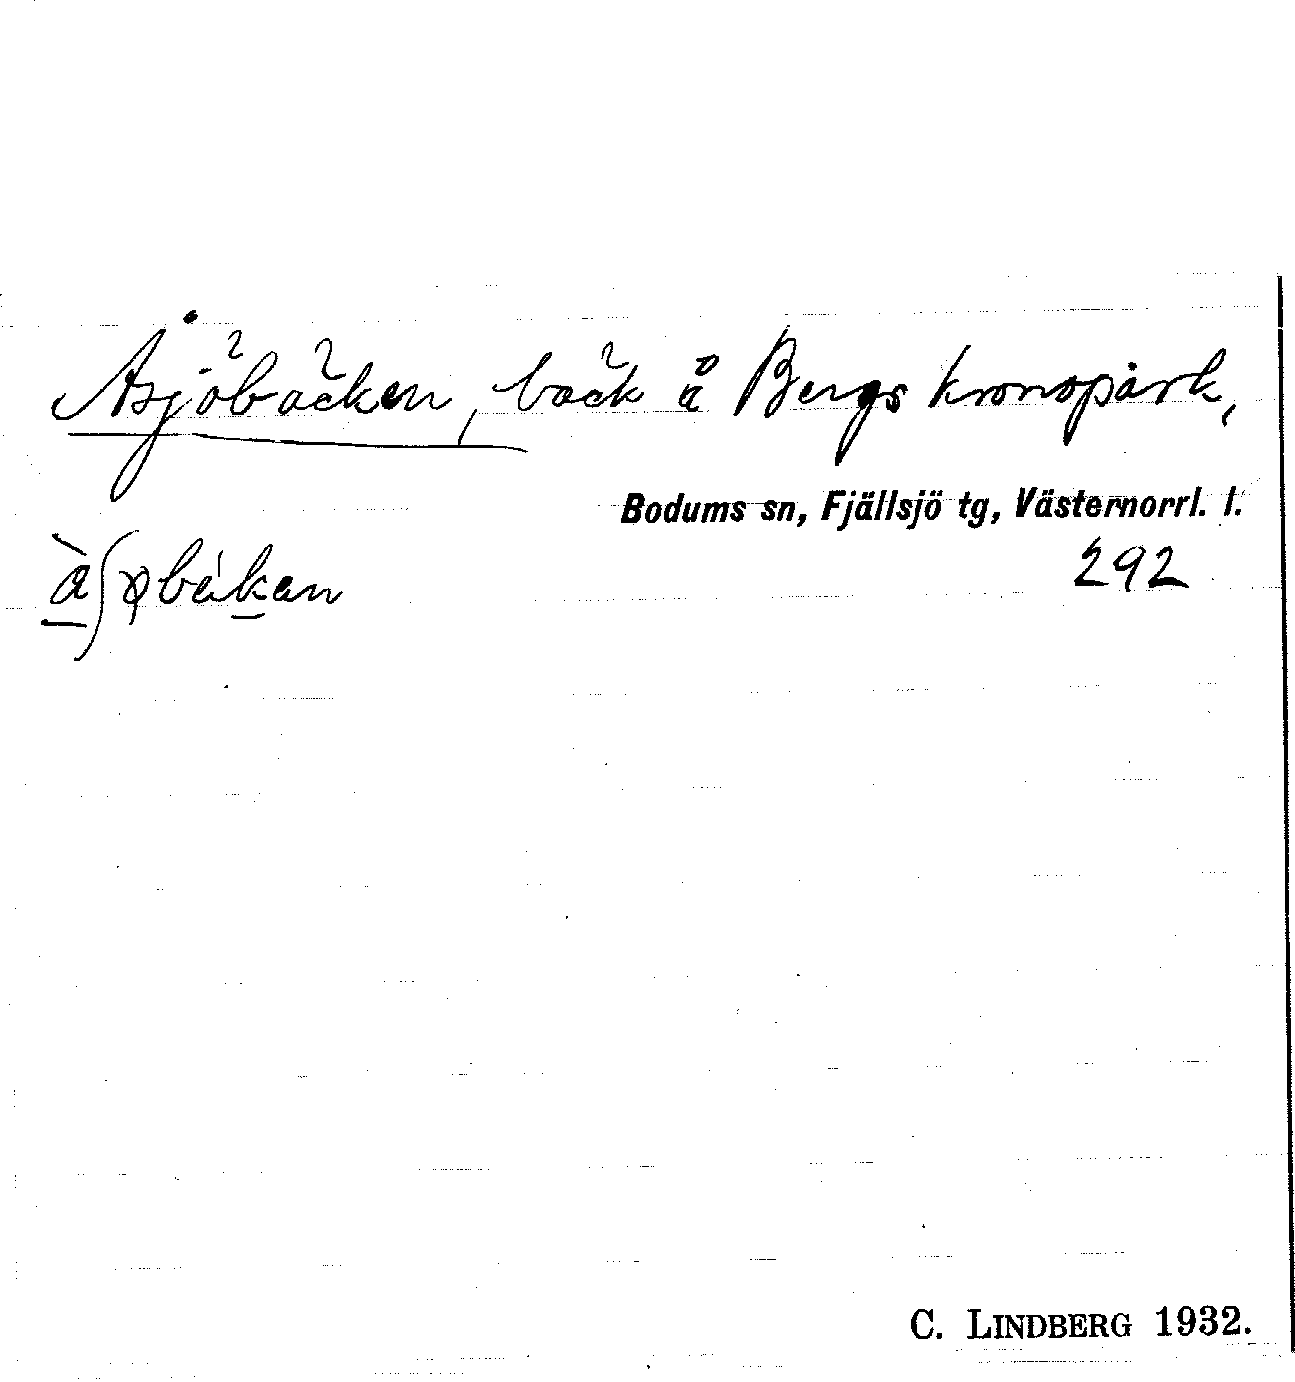 Åsjöbäcken, bäck å Bergs kronopark,
Bodums sn, Fjällsjö tg, Västernorrl. l.
292
C. LINDBERG 1932.